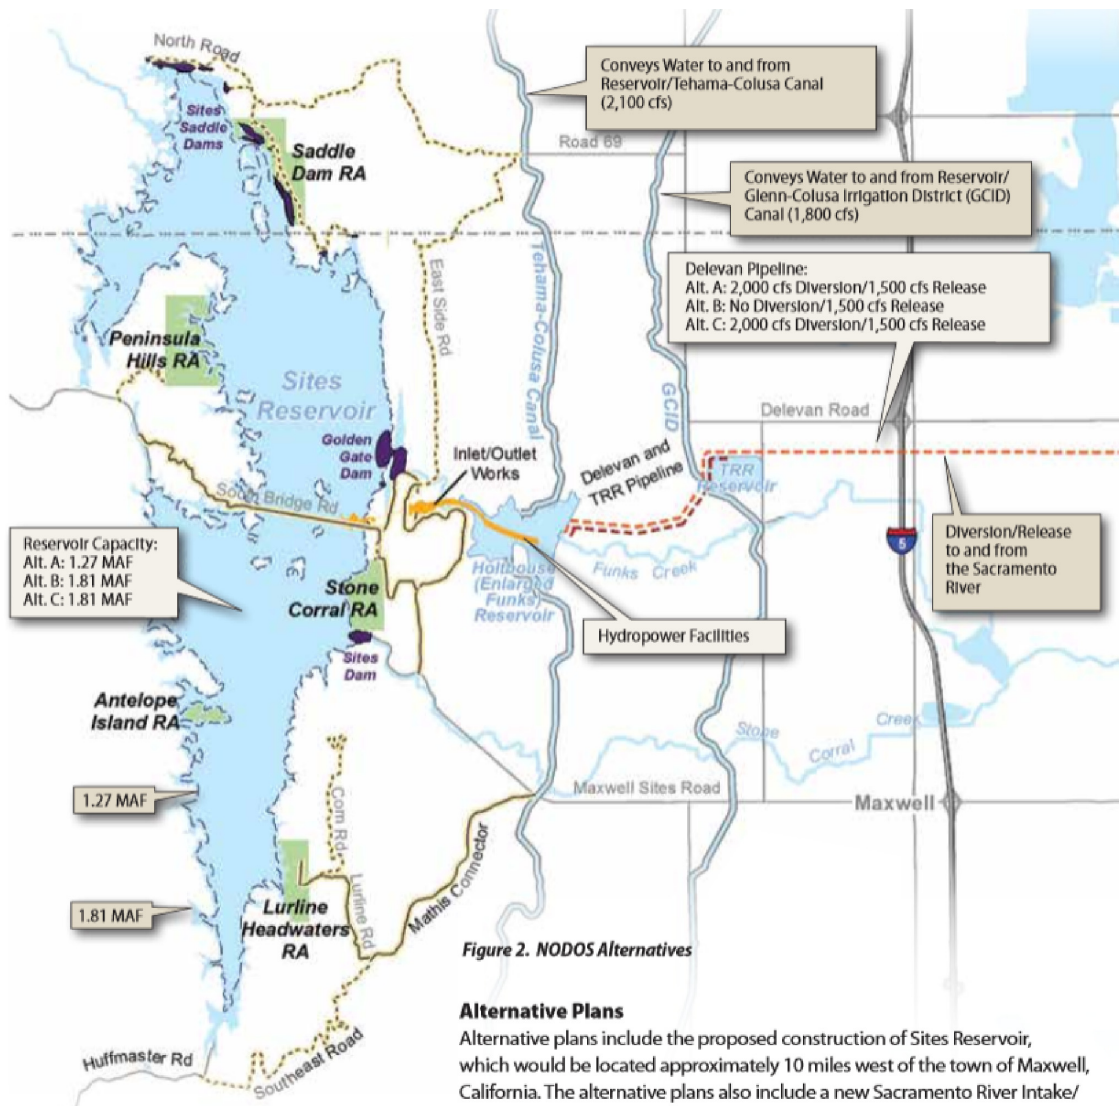 North Road
Conveys Water to and from
Reservoir/Tehama-Colusa Canal
(2,100 cfs)
Sites
Saddle
Dams
Road 69
Saddle
Dam RA
Conveys Water to and from Reservoir/
Glenn-Colusa Irrigation District (GCID)
Canal (1,800 cfs)
Tehama-Colusa Canal
East Side Rd
Delevan Pipeline:
Alt. A: 2,000 cfs Diversion/1,500 cfs Release
Alt. B: No Diversion/1,500 cfs Release
Alt. C: 2,000 cfs Diversion/1,500 cfs Release
Peninsula
Hills RA
Sites
Reservoir
GCID
Delevan Road
Golden
Gate
Dam
Inlet/Outlet
Works
Delevan and
TRR Pipeline
TRR
Reservoir
South Bridge Rd
Reservoir Capacity:
Alt. A: 1.27 MAF
Alt. B: 1.81 MAF
Alt. C: 1.81 MAF
5
Diversion/Release
to and from
the Sacramento
River
Holthouse
(Enlarged
Funks)
Reservoir
Funks Creek
Stone
Corral RA
Hydropower Facilities
Sites
Dam
Antelope
Island RA
Stone
Corral
Creek
1.27 MAF
Maxwell Sites Road
Maxwell
Com Rd
Mathis Connector
Lurline Rd
1.81 MAF
Lurline
Headwaters
RA
Figure 2. NODOS Alternatives
Huffmaster Rd
Southeast Road
Alternative Plans
Alternative plans include the proposed construction of Sites Reservoir,
which would be located approximately 10 miles west of the town of Maxwell,
California. The alternative plans also include a new Sacramento River Intake/